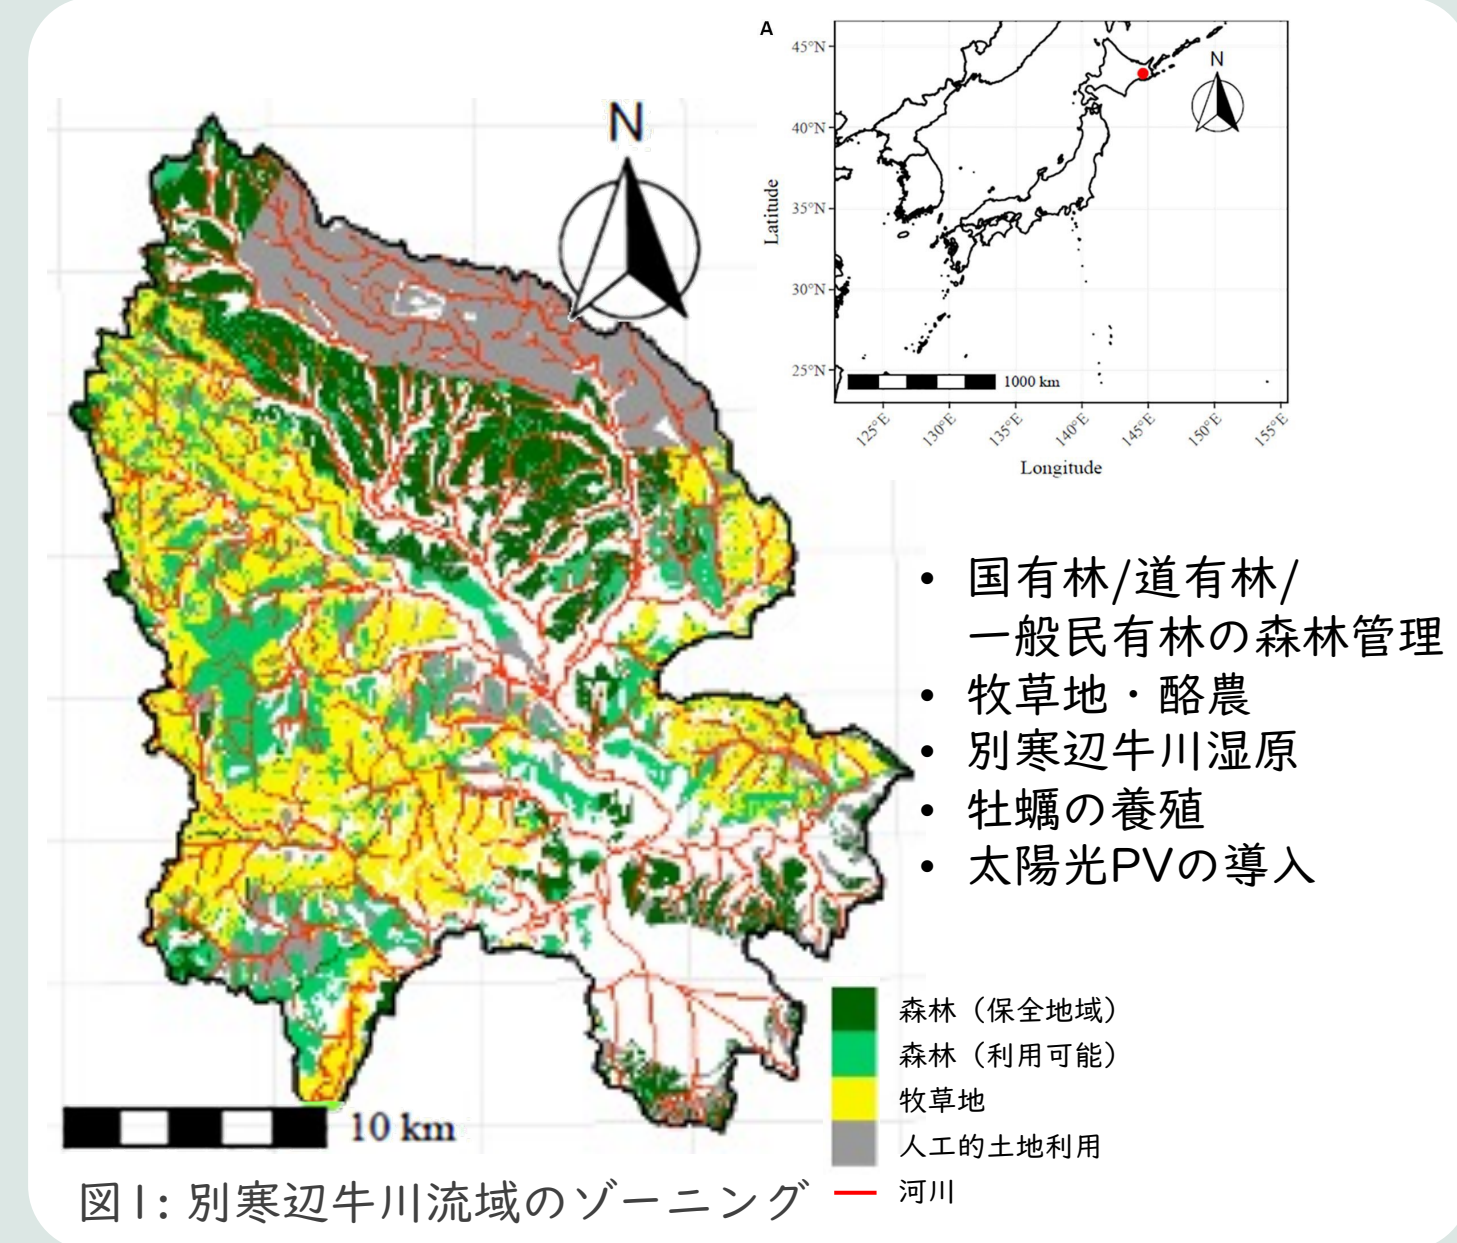 N
10 km
図1: 別寒辺牛川流域のゾーニング
A
N
Latitude
45°N
40°N
35°N
30°N
25°N
1000 km
125°E
130°E
135°E
140°E
145°E
150°E
155°E
Longitude
• 国有林/道有林/
一般民有林の森林管理
• 牧草地・酪農
• 別寒辺牛川湿原
• 牡蠣の養殖
• 太陽光PVの導入
森林（保全地域）
森林（利用可能）
牧草地
人工的土地利用
河川